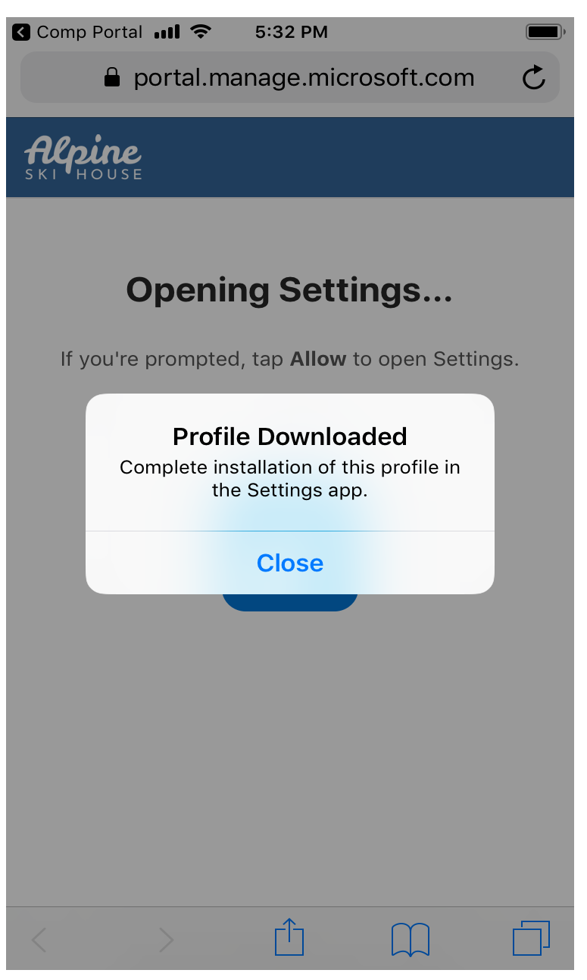 Comp Portal 5:32 PM
portal.manage.microsoft.com
Alpine
SKI HOUSE
Opening Settings...
If you're prompted, tap Allow to open Settings.
Profile Downloaded
Complete installation of this profile in
the Settings app.
Close